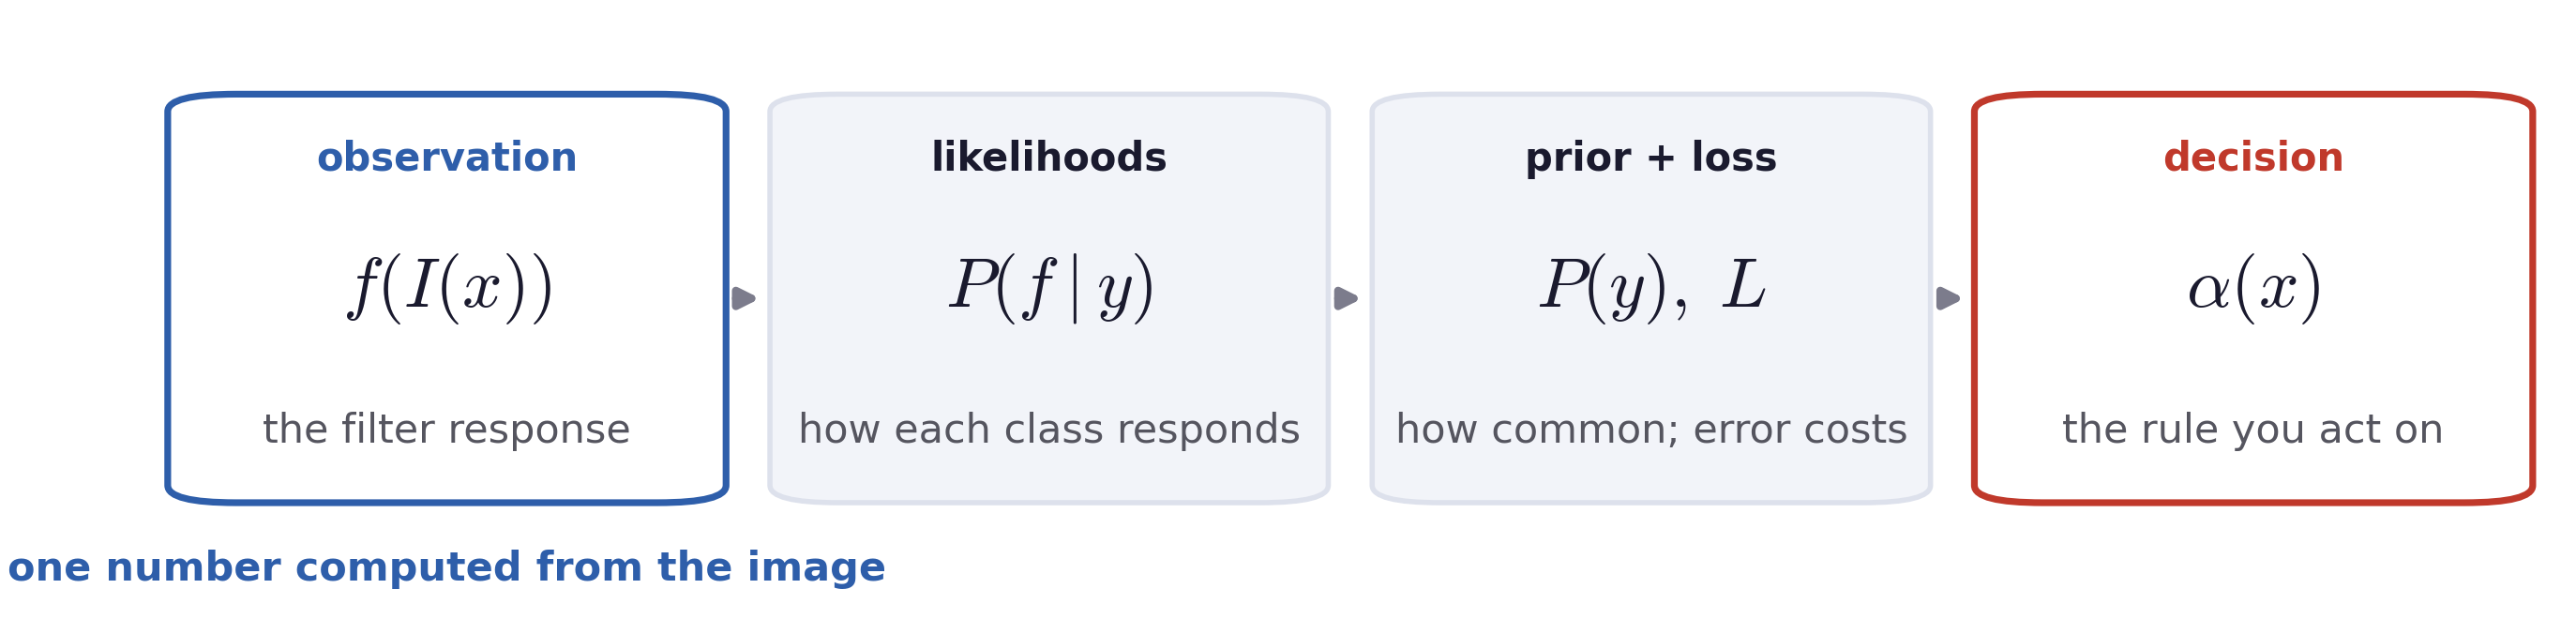 observation
f(I(x))
the filter response
likelihoods
P(f | y)
how each class responds
prior + loss
P(y), L
how common; error costs
decision
α(x)
the rule you act on
one number computed from the image